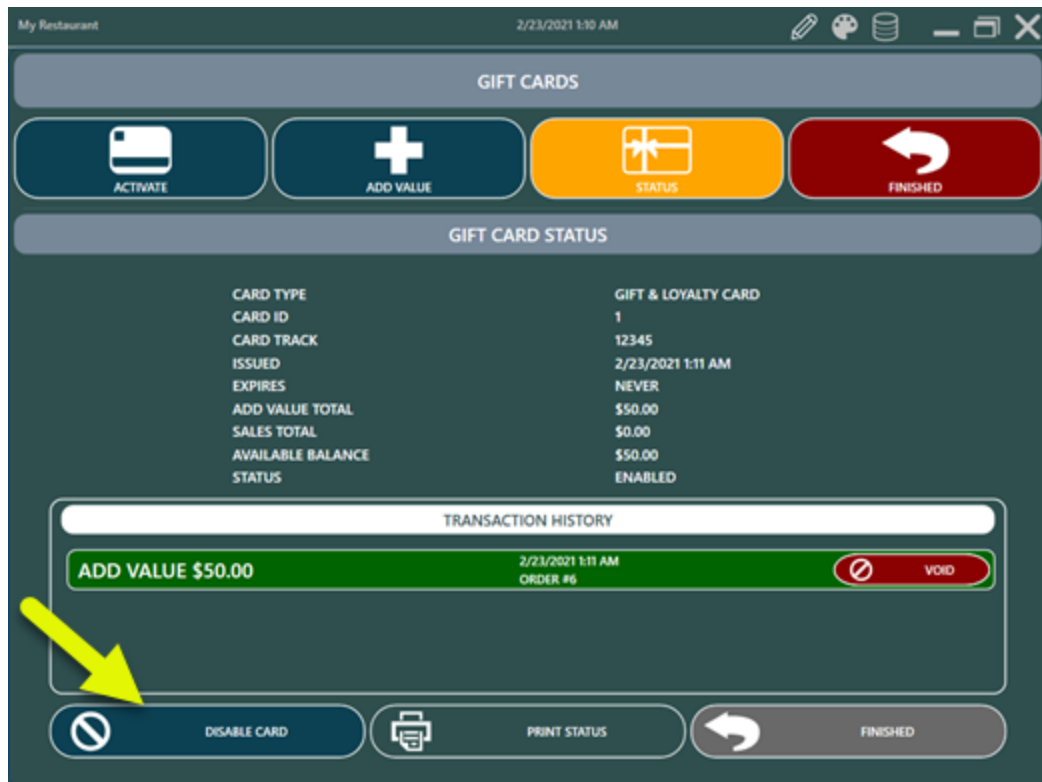 My Restaurant 2/23/2021 1:10 AM
GIFT CARDS
ACTIVATE ADD VALUE STATUS FINISHED
GIFT CARD STATUS
CARD TYPE GIFT & LOYALTY CARD
CARD ID 1
CARD TRACK 12345
ISSUED 2/23/2021 1:11 AM
EXPIRES NEVER
ADD VALUE TOTAL $50.00
SALES TOTAL $0.00
AVAILABLE BALANCE $50.00
STATUS ENABLED
TRANSACTION HISTORY
ADD VALUE $50.00 2/23/2021 1:11 AM VOID
ORDER #6
DISABLE CARD PRINT STATUS FINISHED